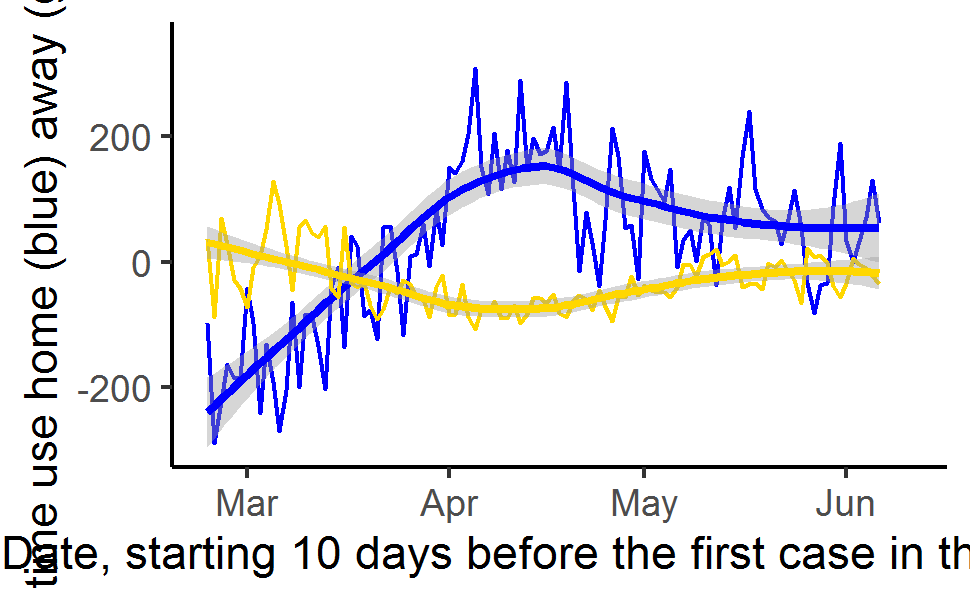 time use home (blue) away (
200
0
-200
Mar Apr May Jun
Date, starting 10 days before the first case in th